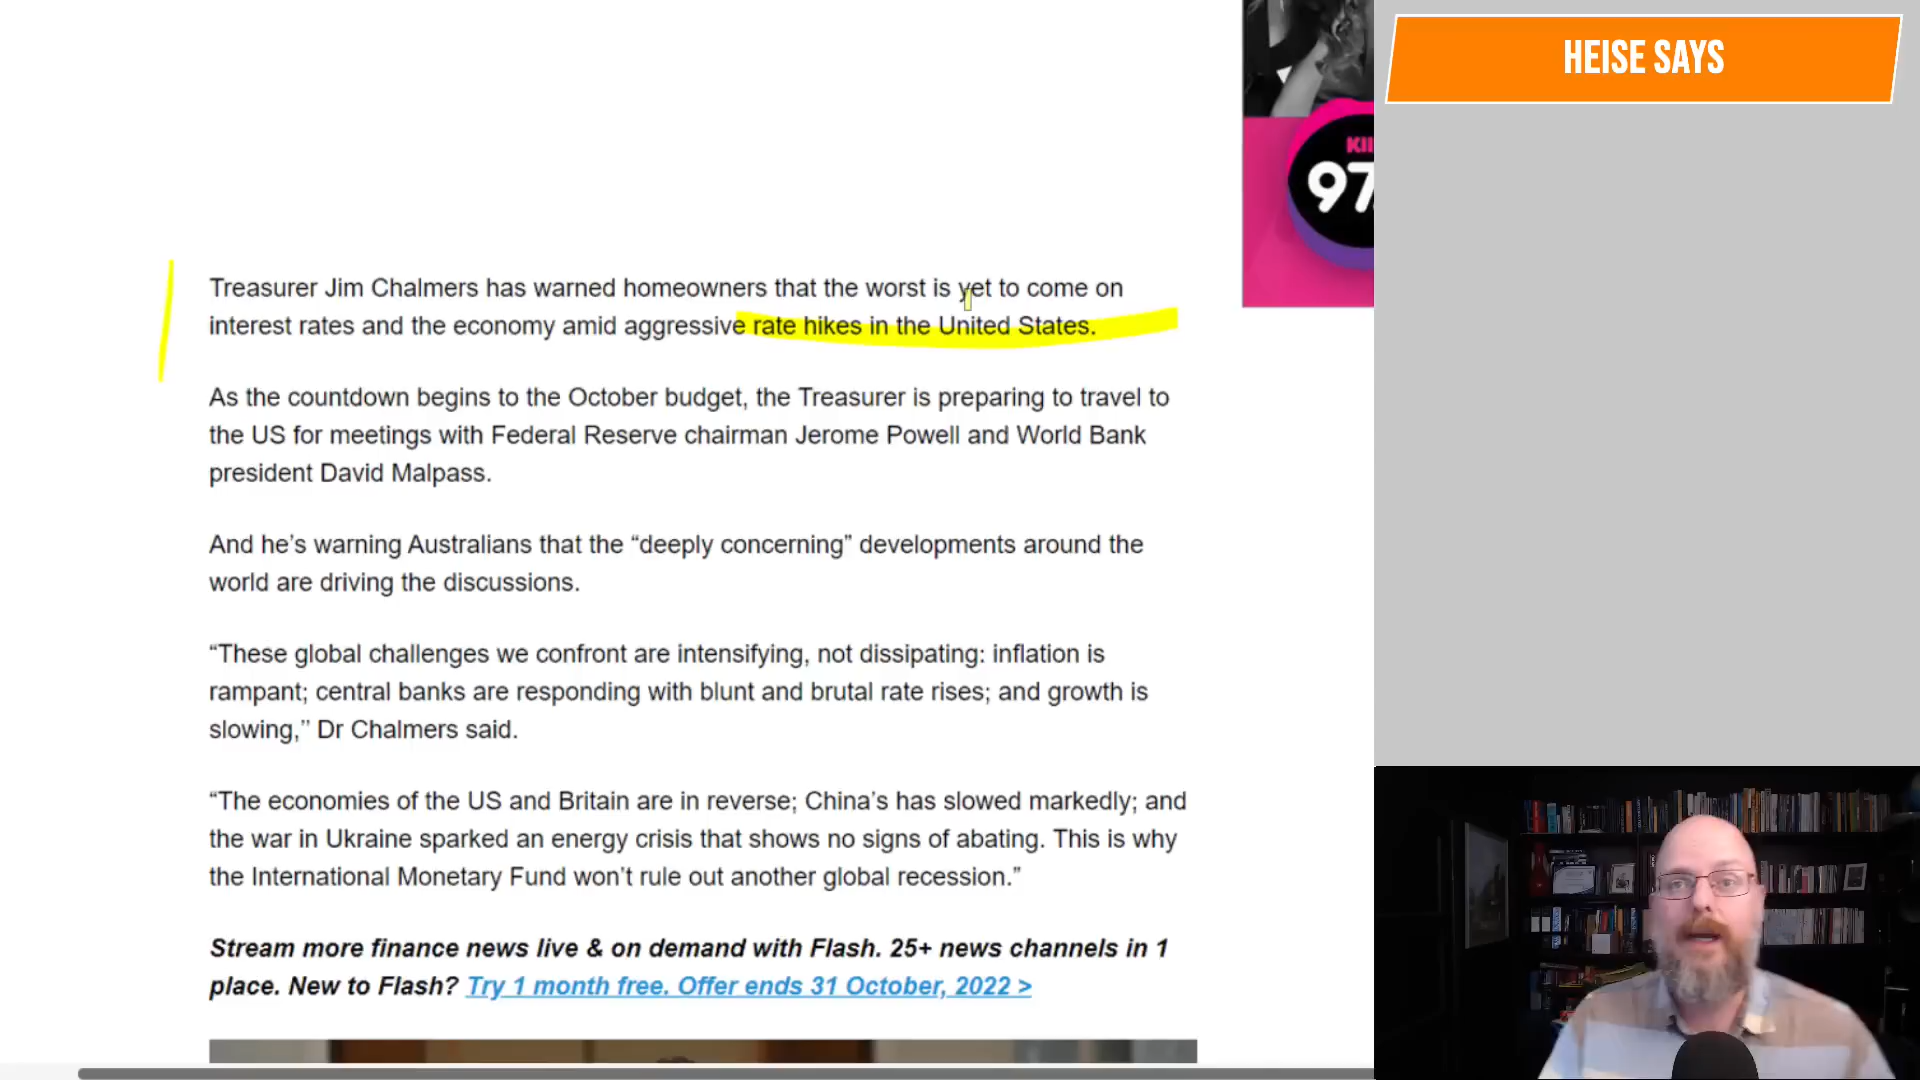 HEISE SAYS
97
Treasurer Jim Chalmers has warned homeowners that the worst is yet to come on
interest rates and the economy amid aggressive rate hikes in the United States.
As the countdown begins to the October budget, the Treasurer is preparing to travel to
the US for meetings with Federal Reserve chairman Jerome Powell and World Bank
president David Malpass.
And he’s warning Australians that the “deeply concerning” developments around the
world are driving the discussions.
“These global challenges we confront are intensifying, not dissipating: inflation is
rampant; central banks are responding with blunt and brutal rate rises; and growth is
slowing,’’ Dr Chalmers said.
“The economies of the US and Britain are in reverse; China’s has slowed markedly; and
the war in Ukraine sparked an energy crisis that shows no signs of abating. This is why
the International Monetary Fund won’t rule out another global recession.”
Stream more finance news live & on demand with Flash. 25+ news channels in 1
place. New to Flash? Try 1 month free. Offer ends 31 October, 2022 >